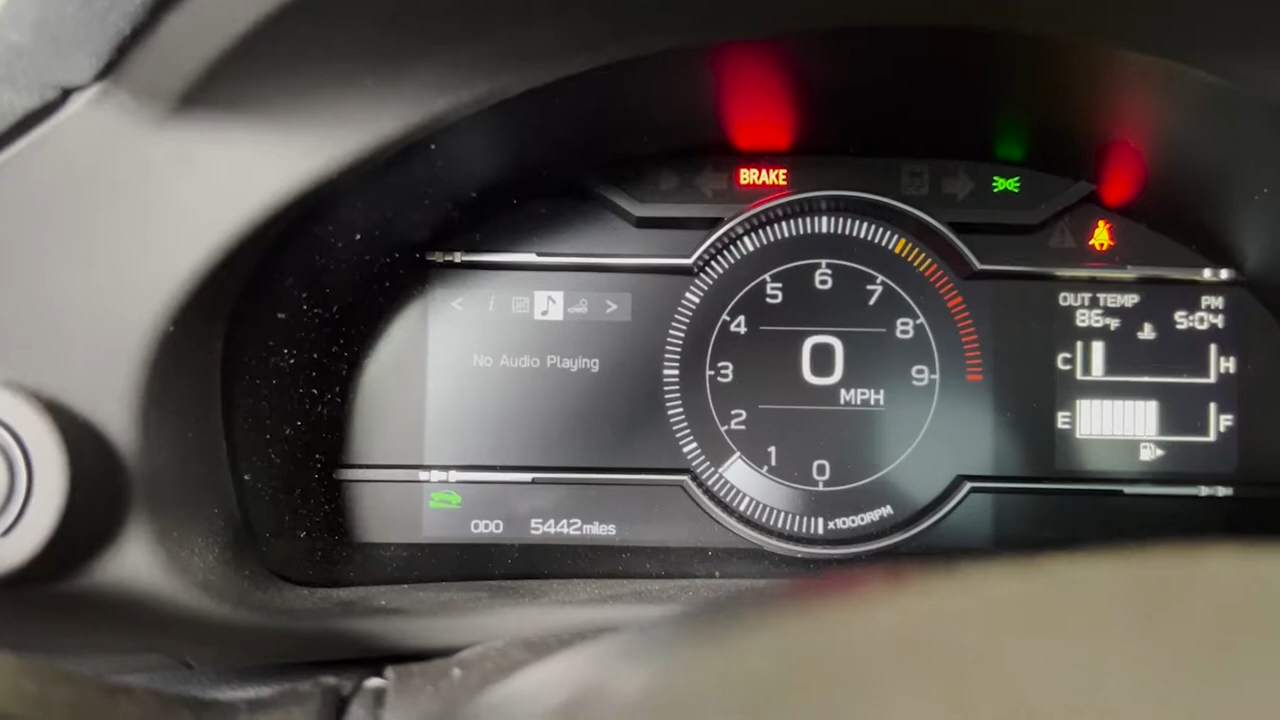 BRAKE
< i >
No Audio Playing
ODO 5442miles
6
5 7
4 8
3 9
2
1 0
0
MPH
x1000RPM
OUT TEMP PM
86°F 5:04
C H
E F